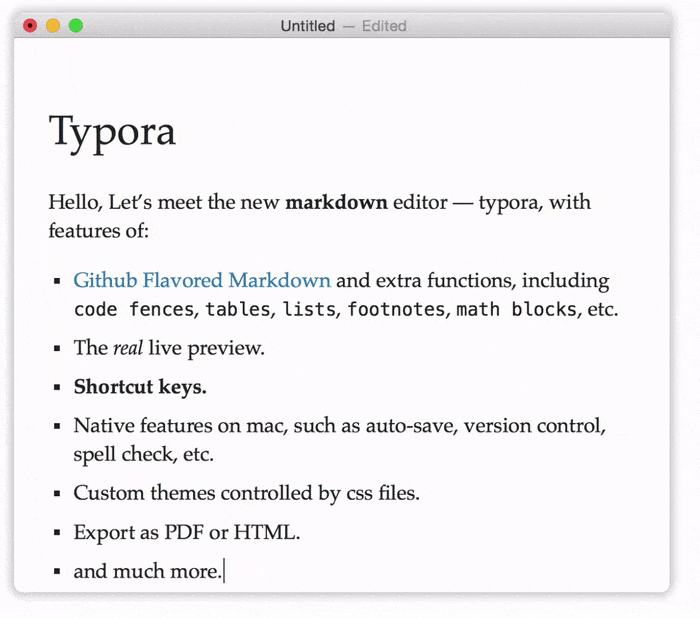 Untitled — Edited
Typora
Hello, Let's meet the new markdown editor — typora, with
features of:
▪ Github Flavored Markdown and extra functions, including
code fences, tables, lists, footnotes, math blocks, etc.
▪ The real live preview.
▪ Shortcut keys.
▪ Native features on mac, such as auto-save, version control,
spell check, etc.
▪ Custom themes controlled by css files.
▪ Export as PDF or HTML.
▪ and much more.